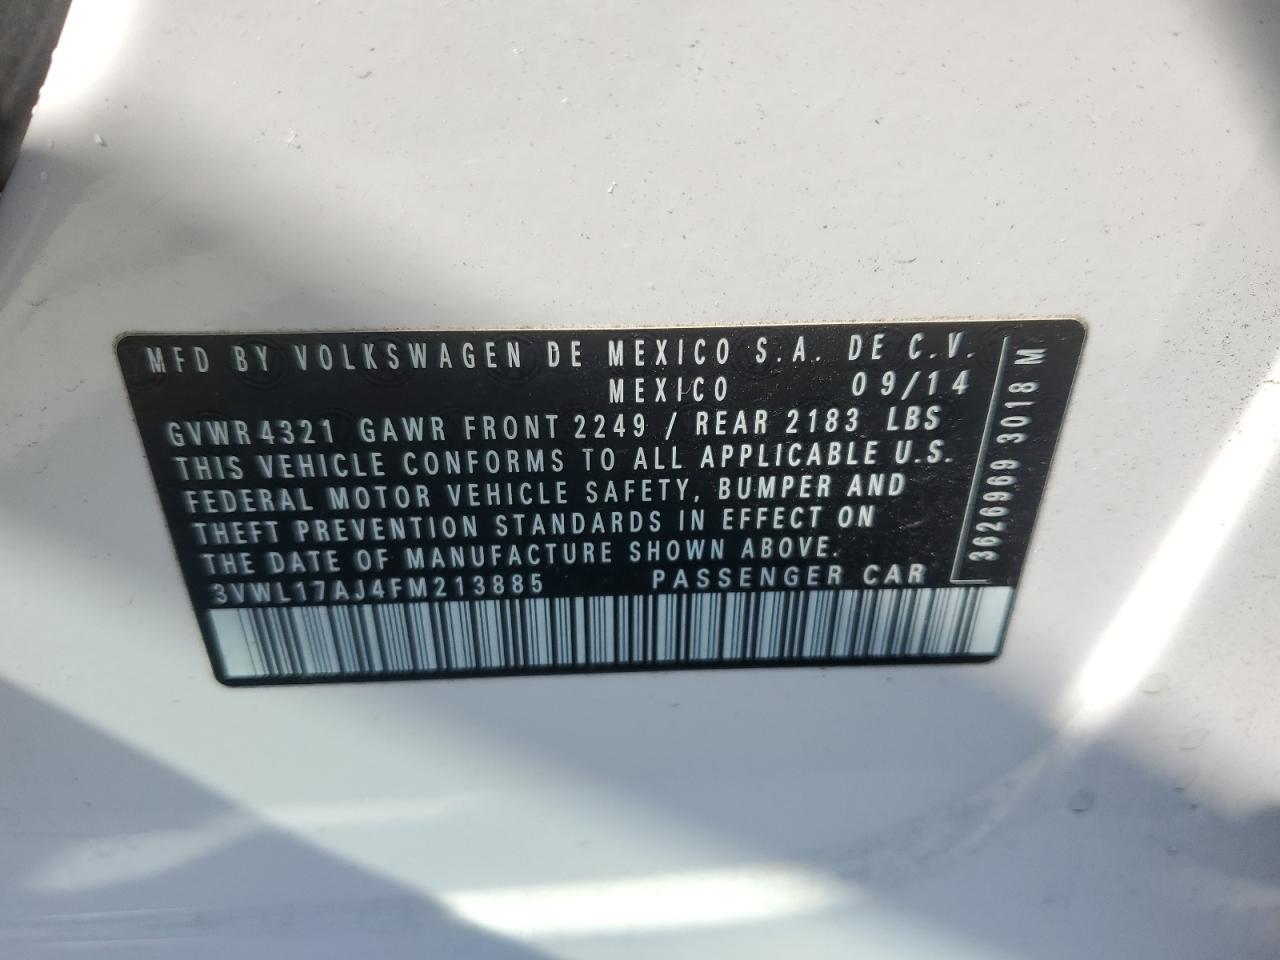 MFD BY VOLKSWAGEN DE MEXICO S.A. DE C.V.
MEXICO 09/14
GVWR 4321 GAWR FRONT 2249 / REAR 2183 LBS
THIS VEHICLE CONFORMS TO ALL APPLICABLE U.S.
FEDERAL MOTOR VEHICLE SAFETY, BUMPER AND
THEFT PREVENTION STANDARDS IN EFFECT ON
THE DATE OF MANUFACTURE SHOWN ABOVE.
3VWL17AJ4FM213885 PASSENGER CAR
3626969 3018 M